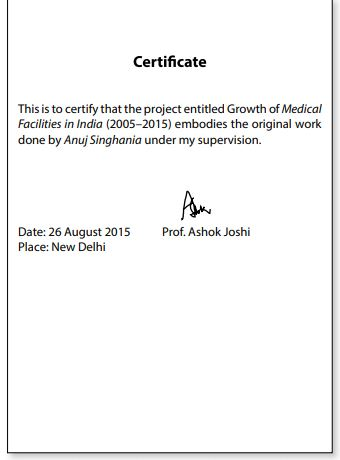 Certificate
This is to certify that the project entitled Growth of Medical
Facilities in India (2005–2015) embodies the original work
done by Anuj Singhania under my supervision.
Date: 26 August 2015 Prof. Ashok Joshi
Place: New Delhi